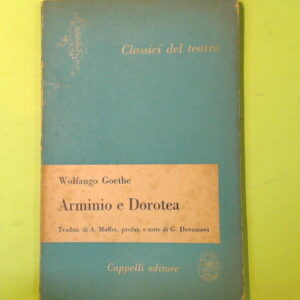 Classici del teatro
Wolfango Goethe
Arminio e Dorotea
Traduz. di A. Maffei, prefaz. e note di G. Devescovi
Cappelli editore